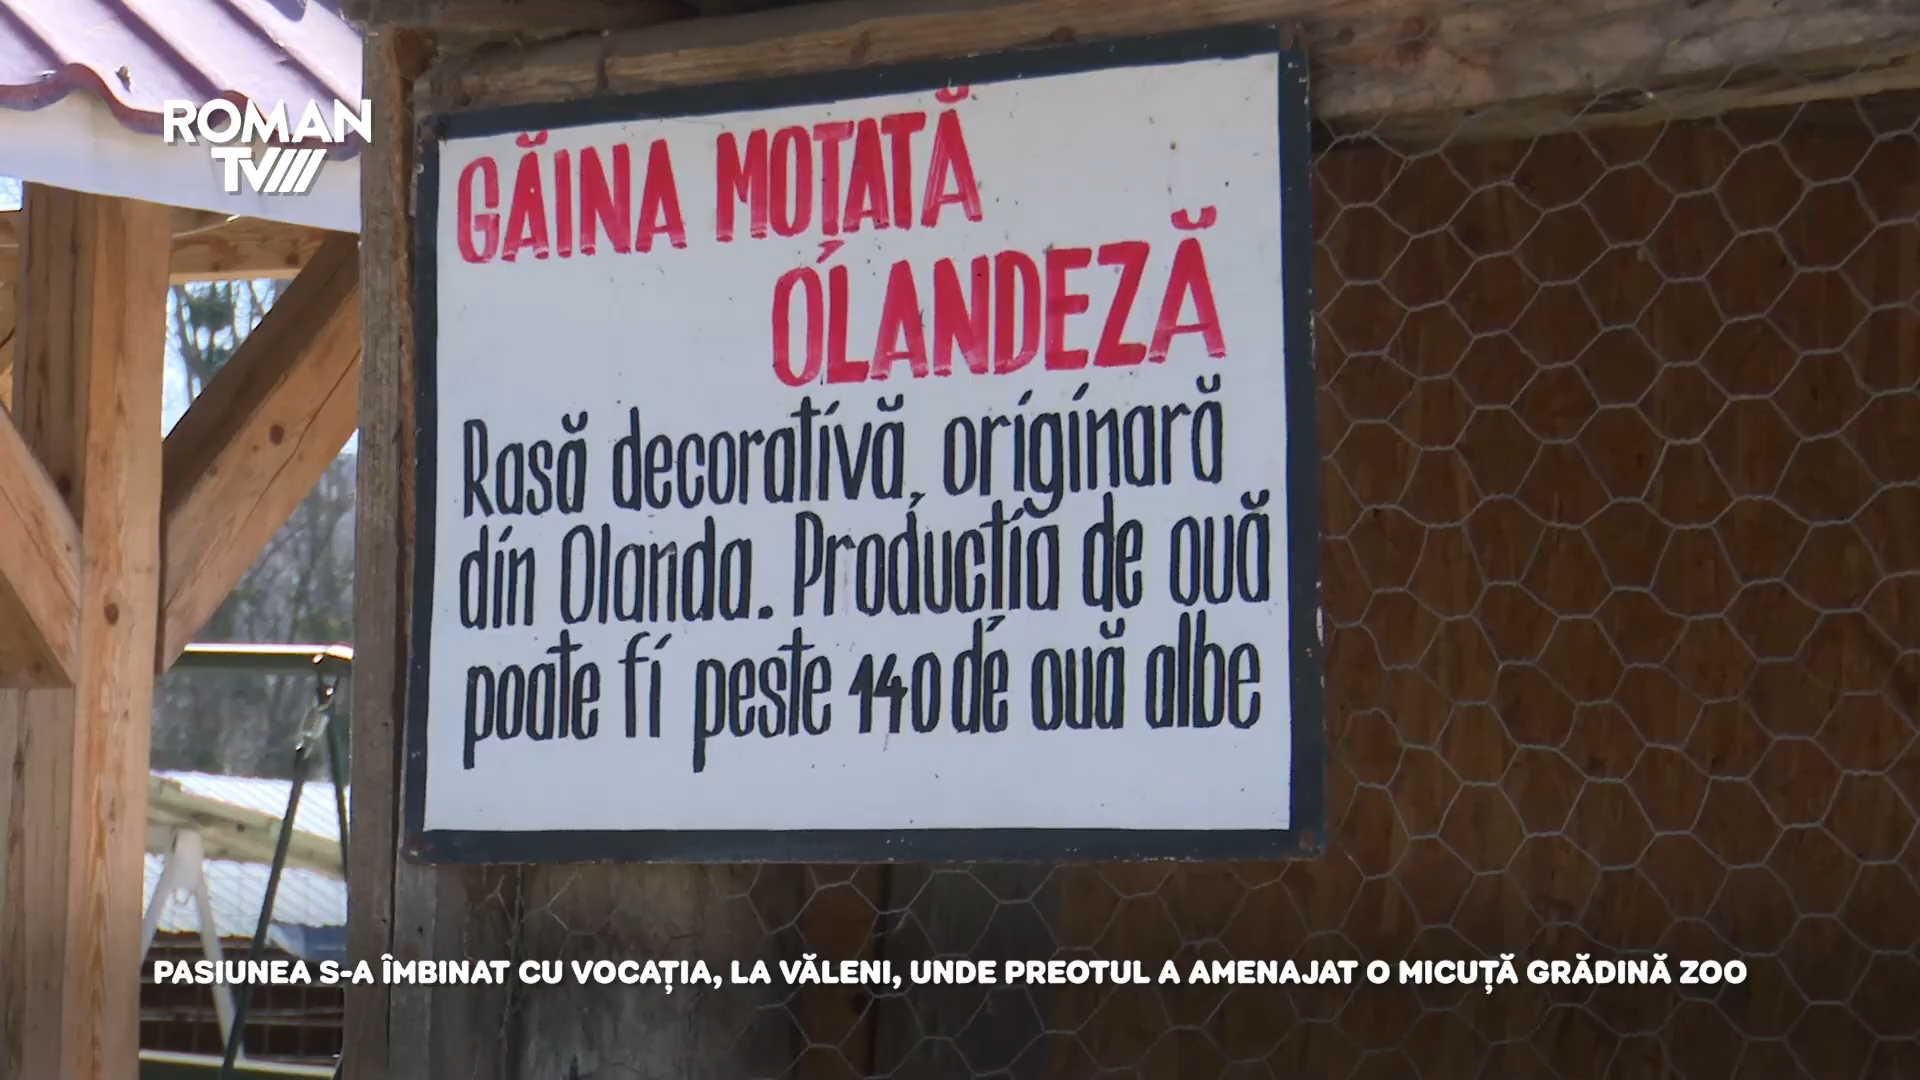 ROMAN
TV
GĂINA MOȚATĂ
OLANDEZĂ
Rasă decorativă, originară
din Olanda. Producția de ouă
poate fi peste 140 de ouă albe
PASIUNEA S-A ÎMBINAT CU VOCAȚIA, LA VĂLENI, UNDE PREOTUL A AMENAJAT O MICUȚĂ GRĂDINĂ ZOO